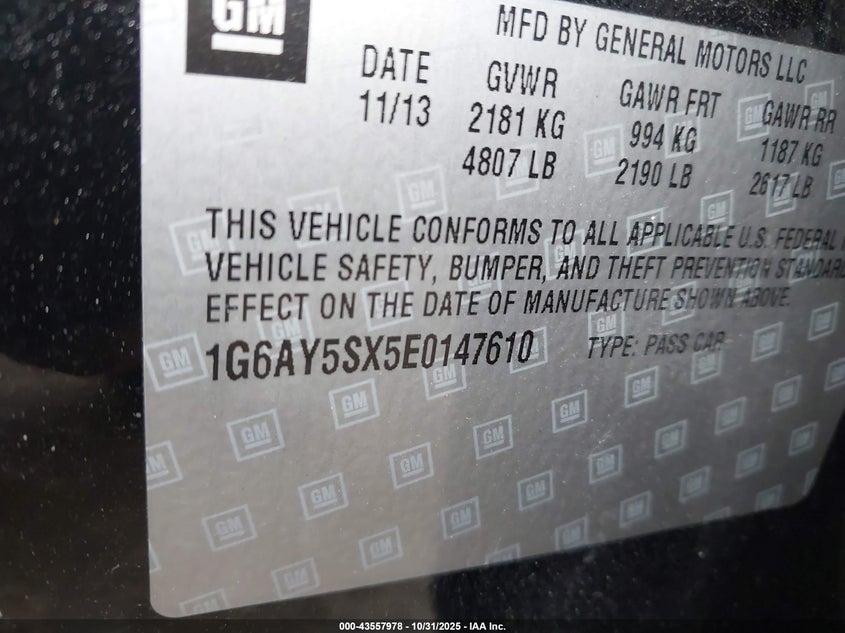 GM
MFD BY GENERAL MOTORS LLC
DATE GVWR GAWR FRT GAWR RR
11/13 2181 KG 994 KG 1187 KG
4807 LB 2190 LB 2617 LB
THIS VEHICLE CONFORMS TO ALL APPLICABLE U.S. FEDERAL
VEHICLE SAFETY, BUMPER, AND THEFT PREVENTION STANDARD
EFFECT ON THE DATE OF MANUFACTURE SHOWN ABOVE.
1G6AY5SX5E0147610 TYPE: PASS CAR
000-43557978 - 10/31/2025 - IAA Inc.